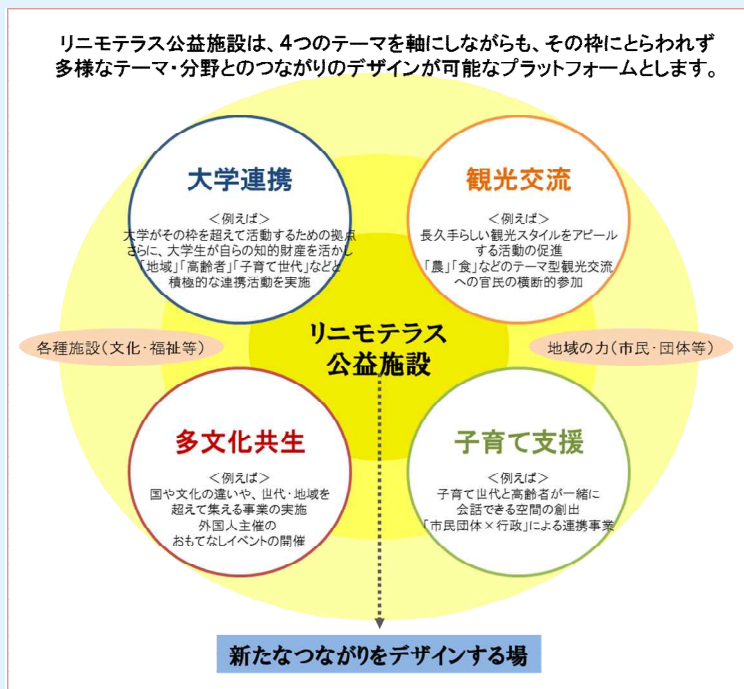 リニモテラス公益施設は、4つのテーマを軸にしながらも、その枠にとらわれず
多様なテーマ・分野とのつながりのデザインが可能なプラットフォームとします。
大学連携
<例えば>
大学がその枠を超えて活動するための拠点
さらに、大学生が自らの知的財産を活かし
「地域」「高齢者」「子育て世代」などと
積極的な連携活動を実施
観光交流
<例えば>
長久手らしい観光スタイルをアピール
する活動の促進
「農」「食」などのテーマ型観光交流
への官民の横断的参加
各種施設(文化・福祉等)
リニモテラス
公益施設
地域の力(市民・団体等)
多文化共生
<例えば>
国や文化の違いや、世代・地域を
超えて集える事業の実施
外国人主催の
おもてなしイベントの開催
子育て支援
<例えば>
子育て世代と高齢者が一緒に
会話できる空間の創出
「市民団体×行政」による連携事業
新たなつながりをデザインする場